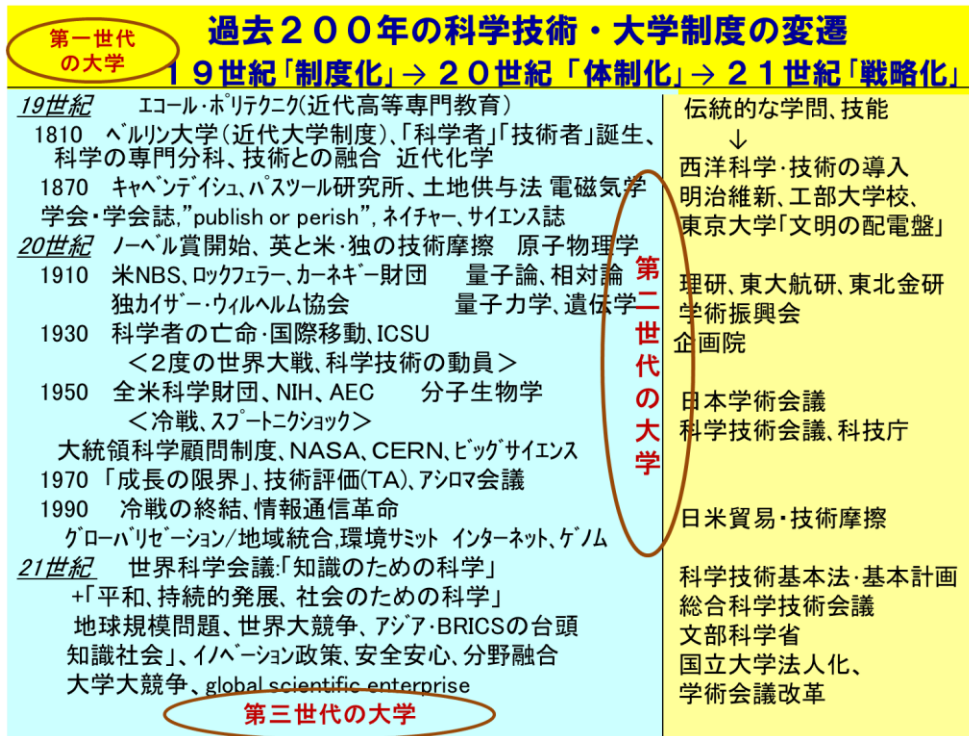 第一世代
の大学
過去２００年の科学技術・大学制度の変遷
１９世紀「制度化」→２０世紀「体制化」→２１世紀「戦略化」
19世紀 エコール・ポリテクニク(近代高等専門教育)
1810 ベルリン大学(近代大学制度)、「科学者」「技術者」誕生、
科学の専門分科、技術との融合 近代化学
1870 キャベンデイシュ、パスツール研究所、土地供与法 電磁気学
学会・学会誌,”publish or perish”, ネイチャー、サイエンス誌
20世紀 ノーベル賞開始、英と米・独の技術摩擦 原子物理学
1910 米NBS、ロックフェラー、カーネギー財団 量子論、相対論
独カイザー・ウィルヘルム協会 量子力学、遺伝学
1930 科学者の亡命・国際移動、ICSU
＜２度の世界大戦、科学技術の動員＞
1950 全米科学財団、NIH、AEC 分子生物学
＜冷戦、スプートニクショック＞
大統領科学顧問制度、NASA、CERN、ビッグサイエンス
1970 「成長の限界」、技術評価(TA)、アシロマ会議
1990 冷戦の終結、情報通信革命
グローバリゼーション/地域統合,環境サミット インターネット、ゲノム
21世紀 世界科学会議:「知識のための科学」
+「平和、持続的発展、社会のための科学」
地球規模問題、世界大競争、アジア・BRICSの台頭
知識社会」、イノベーション政策、安全安心、分野融合
大学大競争、global scientific enterprise
第三世代の大学
第二世代の大学
伝統的な学問、技能
↓
西洋科学・技術の導入
明治維新、工部大学校、
東京大学「文明の配電盤」
理研、東大航研、東北金研
学術振興会
企画院
日本学術会議
科学技術会議、科技庁
日米貿易・技術摩擦
科学技術基本法・基本計画
総合科学技術会議
文部科学省
国立大学法人化、
学術会議改革